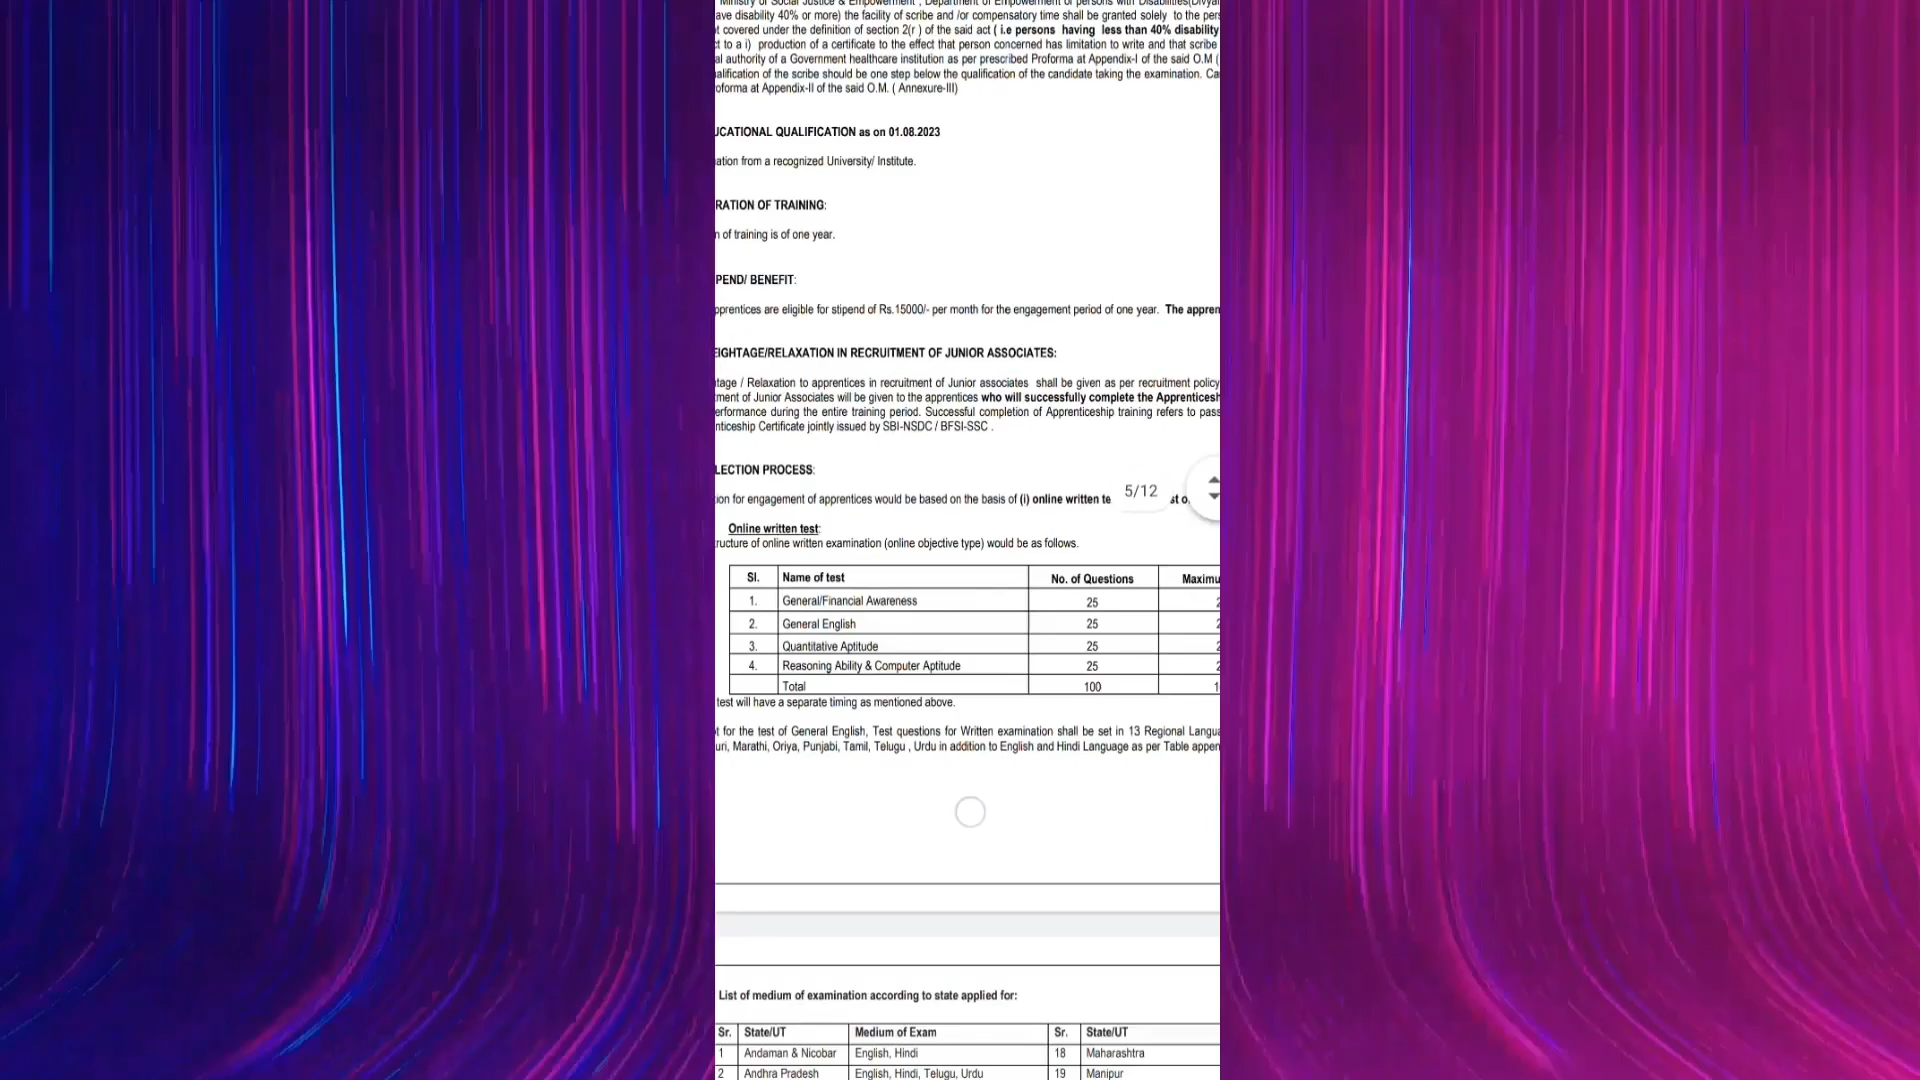 Ministry of Social Justice & Empowerment , Department of Empowerment of persons with Disabilities(Divya
ave disability 40% or more) the facility of scribe and /or compensatory time shall be granted solely to the per
t covered under the definition of section 2(r ) of the said act ( i.e persons having less than 40% disability
t to a i) production of a certificate to the effect that person concerned has limitation to write and that scribe
al authority of a Government healthcare institution as per prescribed Proforma at Appendix-I of the said O.M (
alification of the scribe should be one step below the qualification of the candidate taking the examination. Ca
oforma at Appendix-II of the said O.M. ( Annexure-III)
UCATIONAL QUALIFICATION as on 01.08.2023
ation from a recognized University/ Institute.
RATION OF TRAINING:
n of training is of one year.
PEND/ BENEFIT:
pprentices are eligible for stipend of Rs.15000/- per month for the engagement period of one year. The appren
EIGHTAGE/RELAXATION IN RECRUITMENT OF JUNIOR ASSOCIATES:
tage / Relaxation to apprentices in recruitment of Junior associates shall be given as per recruitment policy
ment of Junior Associates will be given to the apprentices who will successfully complete the Apprenticesh
erformance during the entire training period. Successful completion of Apprenticeship training refers to pass
nticeship Certificate jointly issued by SBI-NSDC / BFSI-SSC .
LECTION PROCESS:
ion for engagement of apprentices would be based on the basis of (i) online written te st o
5/12
Online written test:
ructure of online written examination (online objective type) would be as follows.
Sl. Name of test No. of Questions Maximu
1. General/Financial Awareness 25 2
2. General English 25 2
3. Quantitative Aptitude 25 2
4. Reasoning Ability & Computer Aptitude 25 2
Total 100 1
test will have a separate timing as mentioned above.
t for the test of General English, Test questions for Written examination shall be set in 13 Regional Langua
uri, Marathi, Oriya, Punjabi, Tamil, Telugu , Urdu in addition to English and Hindi Language as per Table appen
List of medium of examination according to state applied for:
Sr. State/UT Medium of Exam Sr. State/UT
1 Andaman & Nicobar English, Hindi 18 Maharashtra
2 Andhra Pradesh English, Hindi, Telugu, Urdu 19 Manipur